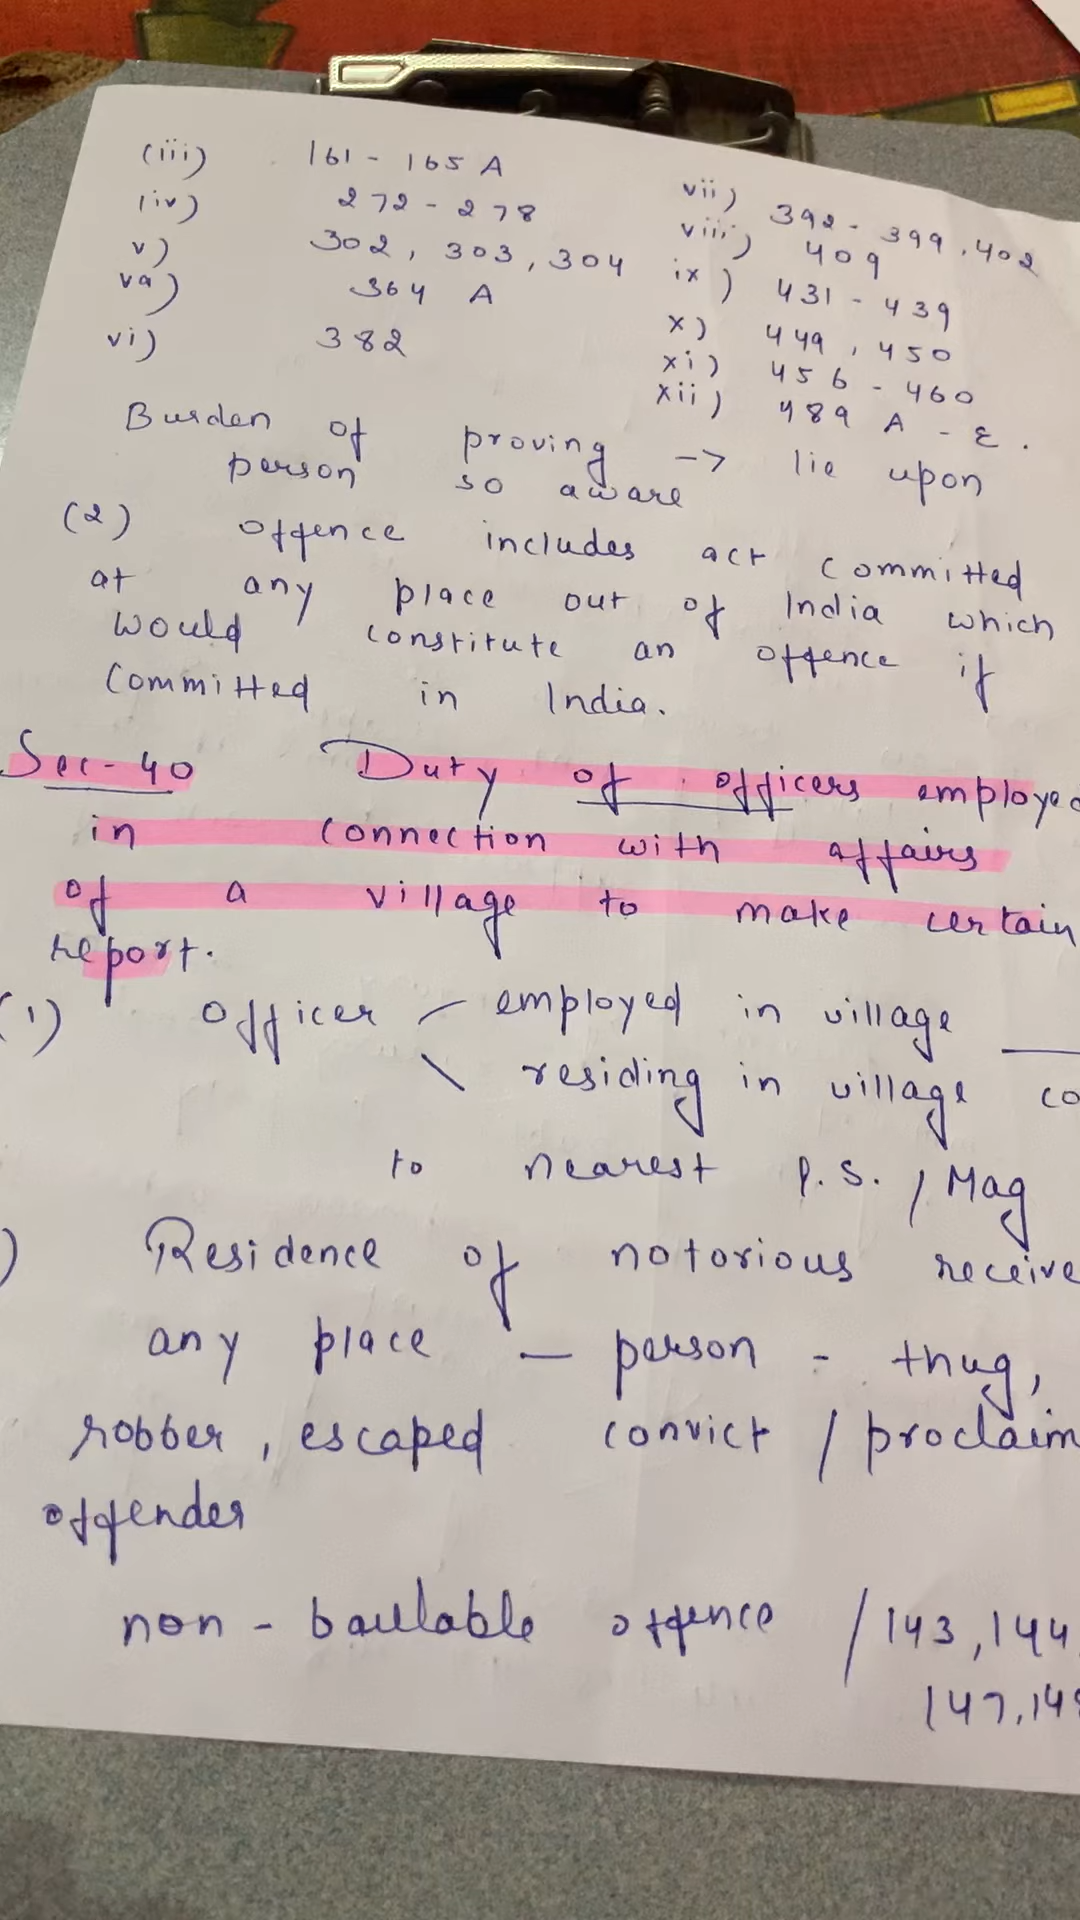 (iii) 161 - 165 A
(iv) 272 - 278
v) 302, 303, 304
va) 364 A
vi) 382
vii) 392 - 399, 402
viii) 409
ix) 431 - 439
x) 449, 450
xi) 456 - 460
xii) 489 A - E.
Burden of proving -> lie upon
person so aware
(2) offence includes act committed
at any place out of India which
would constitute an offence if
committed in India.
Sec-40 Duty of officers employed
in connection with affairs
of a village to make certain
report.
(1) Officer employed in village
residing in village co
to nearest P.S. / Mag
) Residence of notorious receive
any place - person - thug,
robber, escaped convict / proclaim
offender
non-bailable offence / 143, 144,
147, 148